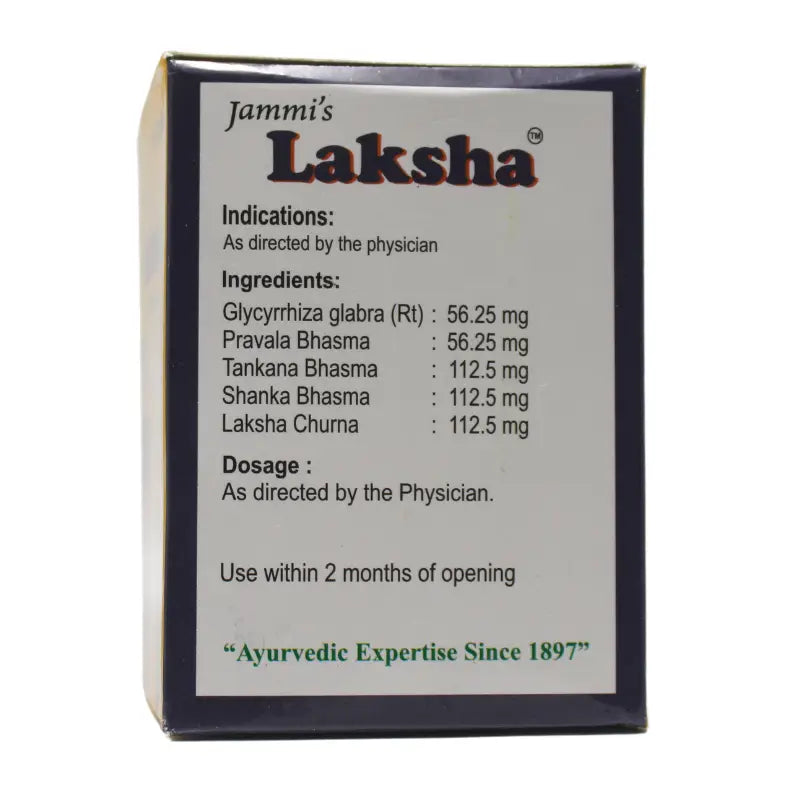 Jammi's
Laksha™
Indications:
As directed by the physician
Ingredients:
Glycyrrhiza glabra (Rt) : 56.25 mg
Pravala Bhasma : 56.25 mg
Tankana Bhasma : 112.5 mg
Shanka Bhasma : 112.5 mg
Laksha Churna : 112.5 mg
Dosage :
As directed by the Physician.
Use within 2 months of opening
“Ayurvedic Expertise Since 1897”